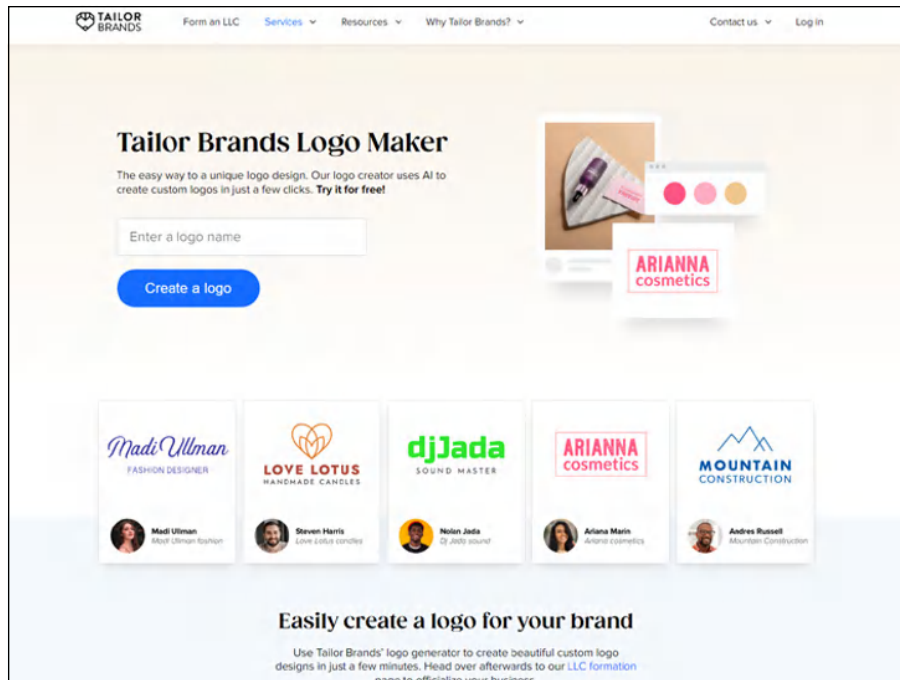 TAILOR
BRANDS
Form an LLC
Services
Resources
Why Tailor Brands?
Contact us
Log in
Tailor Brands Logo Maker
The easy way to a unique logo design. Our logo creator uses AI to
create custom logos in just a few clicks. Try it for free!
Enter a logo name
Create a logo
ARIANNA
cosmetics
Madi Ullman
FASHION DESIGNER
LOVE LOTUS
HANDMADE CANDLES
djJada
SOUND MASTER
ARIANNA
cosmetics
MOUNTAIN
CONSTRUCTION
Madi Ullman
Madi Ullman fashion
Steven Harris
Love Lotus candles
Nolan Jada
Dj Jada sound
Ariana Marin
Ariana cosmetics
Andres Russell
Mountain Construction
Easily create a logo for your brand
Use Tailor Brands' logo generator to create beautiful custom logo
designs in just a few minutes. Head over afterwards to our LLC formation
page to officialize your business